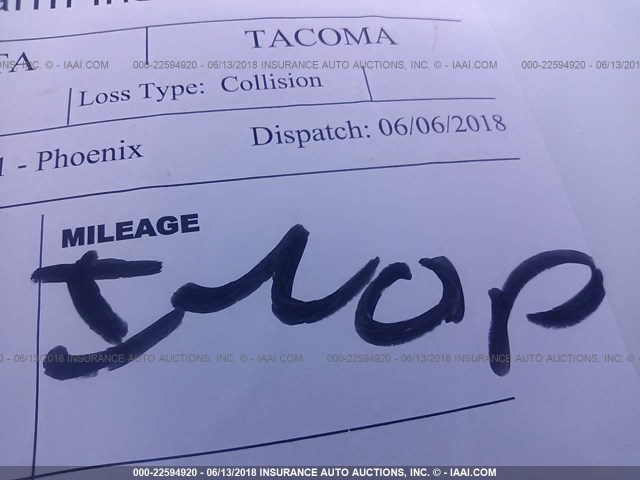 TACOMA
TA
000-22594920 - 06/13/2018 INSURANCE AUTO AUCTIONS, INC. © - IAAI.COM
Loss Type: Collision
Dispatch: 06/06/2018
- Phoenix
MILEAGE
Inop
000-22594920 - 06/13/2018 INSURANCE AUTO AUCTIONS, INC. © - IAAI.COM
000-22594920 - 06/13/2018 INSURANCE AUTO AUCTIONS, INC. © - IAAI.COM